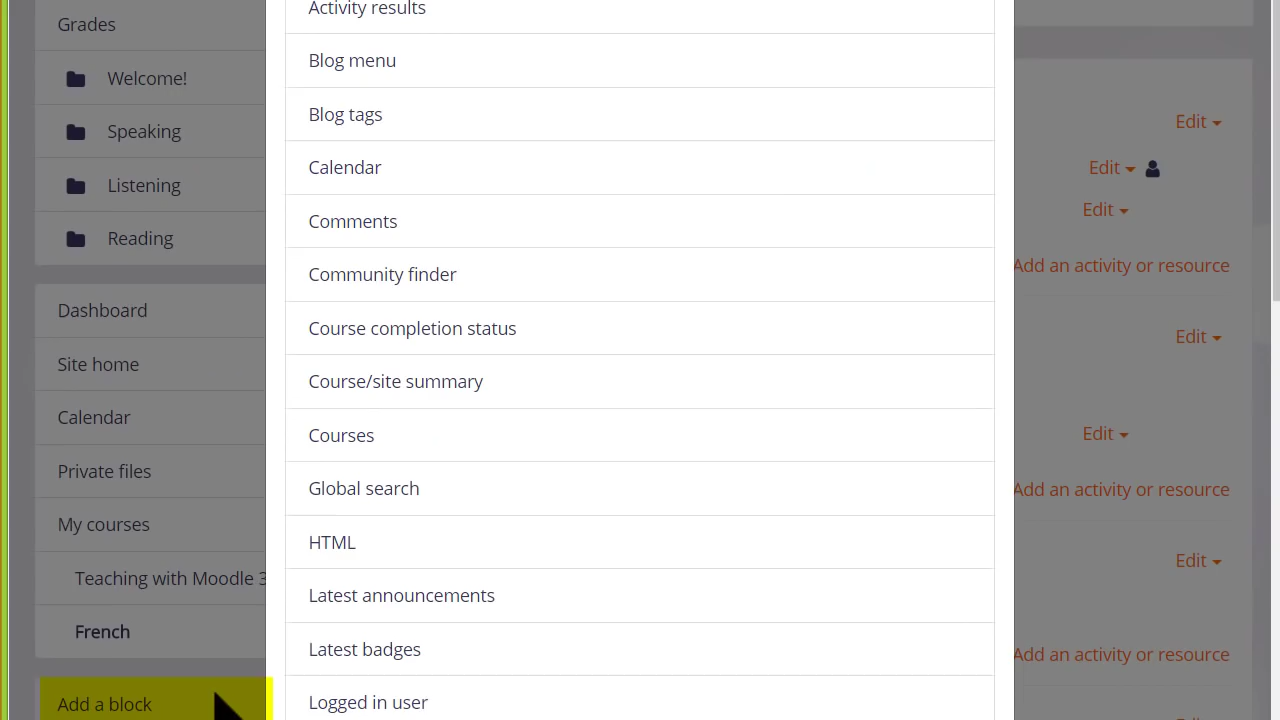 Grades
Welcome!
Speaking
Listening
Reading
Dashboard
Site home
Calendar
Private files
My courses
Teaching with Moodle 3
French
Add a block
Activity results
Blog menu
Blog tags
Calendar
Comments
Community finder
Course completion status
Course/site summary
Courses
Global search
HTML
Latest announcements
Latest badges
Logged in user
Edit
Edit
Edit
Add an activity or resource
Edit
Edit
Add an activity or resource
Edit
Add an activity or resource